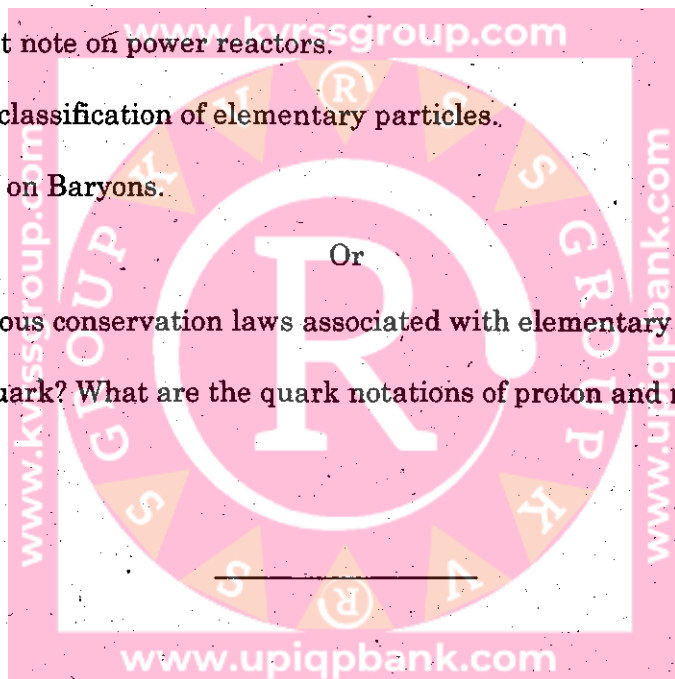 www.kvrssgroup.com
t note on power reactors.
classification of elementary particles.
on Baryons.
Or
ous conservation laws associated with elementary
uark? What are the quark notations of proton and
www.kvrssgroup.com
www.upiqpbank.com
K V R S S GROUP
K V R S S GROUP
R
www.upiqpbank.com